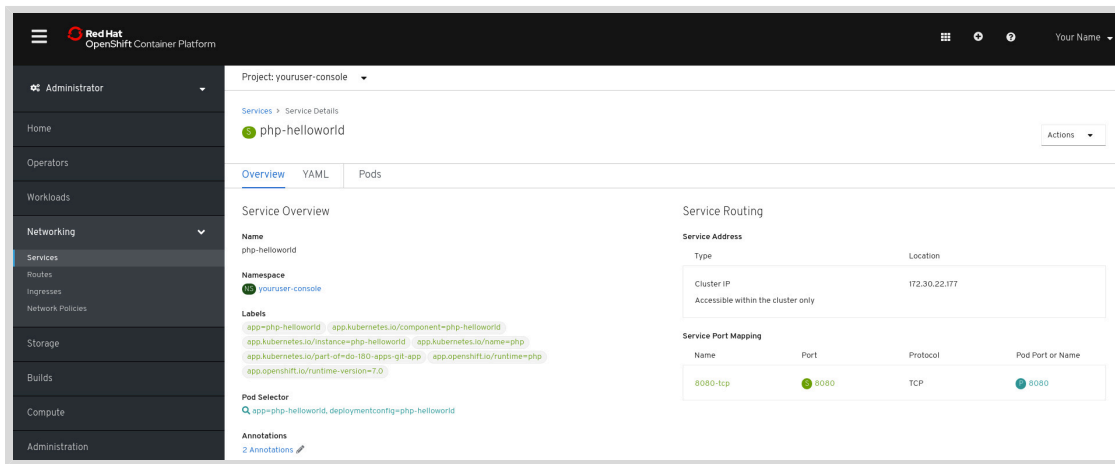 Red Hat
OpenShift Container Platform
Your Name
Administrator
Home
Operators
Workloads
Networking
Services
Routes
Ingresses
Network Policies
Storage
Builds
Compute
Administration
Project: youruser-console
Services > Service Details
S php-helloworld
Actions
Overview YAML Pods
Service Overview
Name
php-helloworld
Namespace
NS youruser-console
Labels
app=php-helloworld app.kubernetes.io/component=php-helloworld
app.kubernetes.io/instance=php-helloworld app.kubernetes.io/name=php
app.kubernetes.io/part-of=do-180-apps-git-app app.openshift.io/runtime=php
app.openshift.io/runtime-version=7.0
Pod Selector
app=php-helloworld, deploymentconfig=php-helloworld
Annotations
2 Annotations
Service Routing
Service Address
Type Location
Cluster IP 172.30.22.177
Accessible within the cluster only
Service Port Mapping
Name Port Protocol Pod Port or Name
8080-tcp S 8080 TCP P 8080